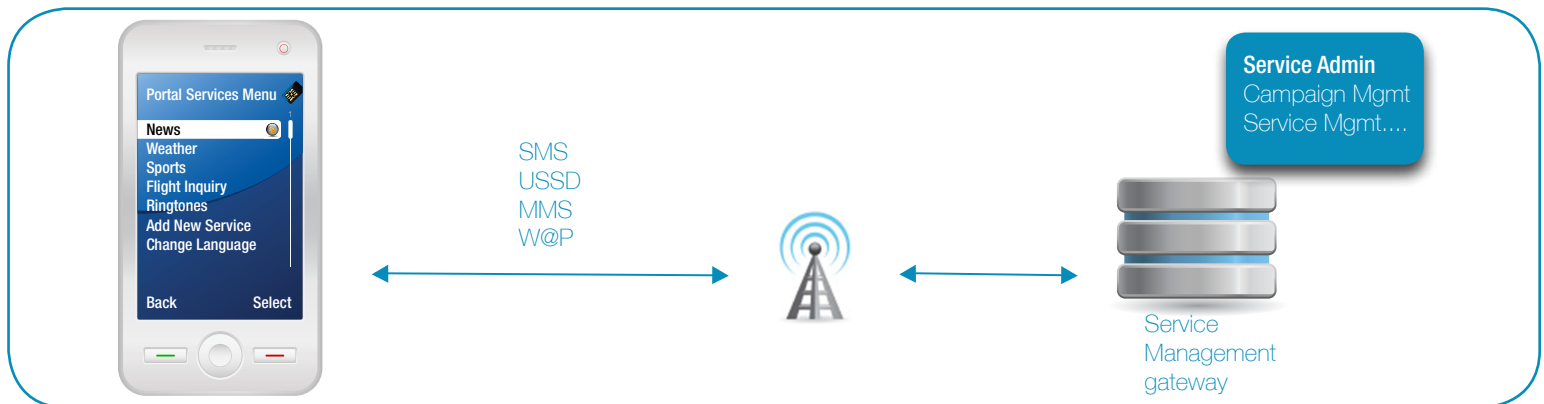 Portal Services Menu
1
News
Weather
Sports
Flight Inquiry
Ringtones
Add New Service
Change Language
Back Select
SMS
USSD
MMS
W@P
Service Admin
Campaign Mgmt
Service Mgmt....
Service
Management
gateway